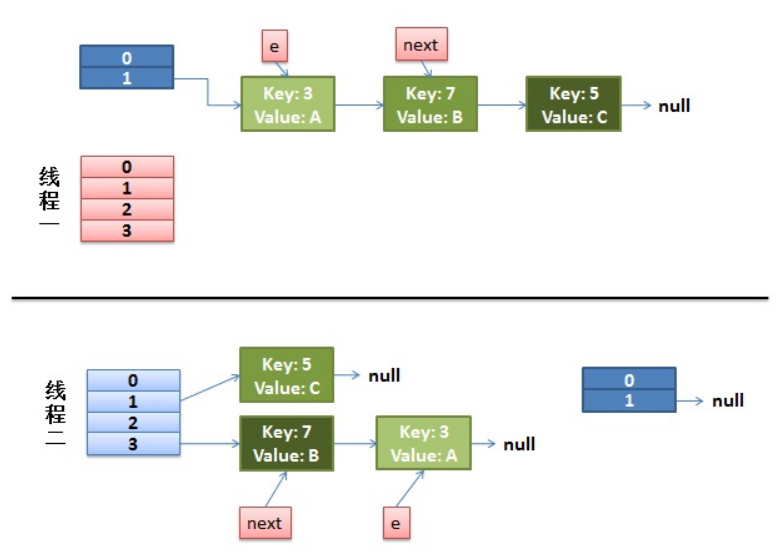 e
next
0
1
Key: 3
Value: A
Key: 7
Value: B
Key: 5
Value: C
null
线程一
0
1
2
3
线程二
0
1
2
3
Key: 5
Value: C
null
Key: 7
Value: B
Key: 3
Value: A
null
next
e
0
1
null